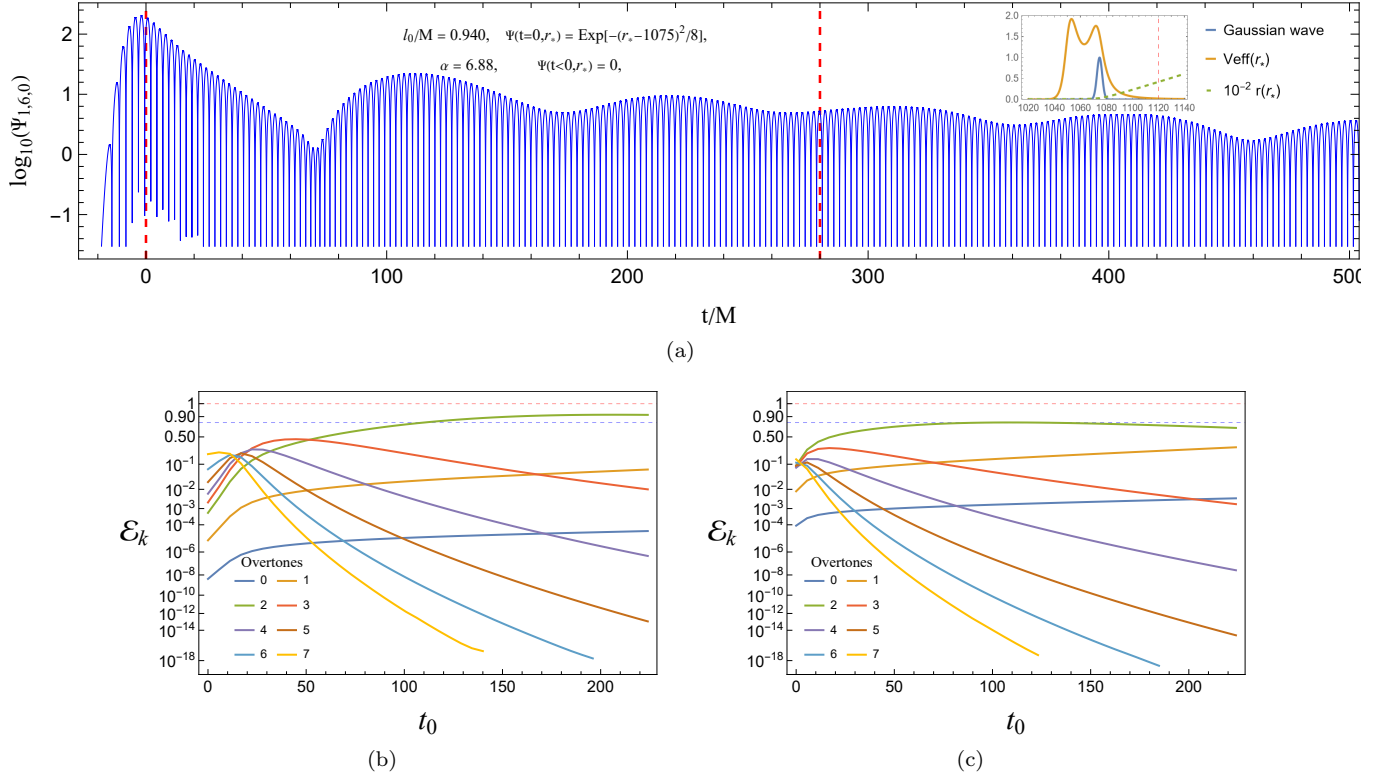 l₀/M = 0.940, Ψ(t=0,r⁎) = Exp[-(r⁎-1075)²/8],
α = 6.88, Ψ(t<0,r⁎) = 0,
log₁₀(Ψ₁,₆,₀)
2
1
0
-1
0 100 200 300 400 500
t/M
2.0
1.5
1.0
0.5
0.0
1020 1040 1060 1080 1100 1120 1140
Gaussian wave
Veff(r⁎)
10⁻² r(r⁎)
(a)
1
0.90
0.50
10⁻¹
10⁻²
10⁻³
10⁻⁴
10⁻⁶
10⁻⁸
10⁻¹⁰
10⁻¹²
10⁻¹⁴
10⁻¹⁸
ℰₖ
Overtones
0 1
2 3
4 5
6 7
0 50 100 150 200
t₀
(b)
1
0.90
0.50
10⁻¹
10⁻²
10⁻³
10⁻⁴
10⁻⁶
10⁻⁸
10⁻¹⁰
10⁻¹²
10⁻¹⁴
10⁻¹⁸
ℰₖ
Overtones
0 1
2 3
4 5
6 7
0 50 100 150 200
t₀
(c)